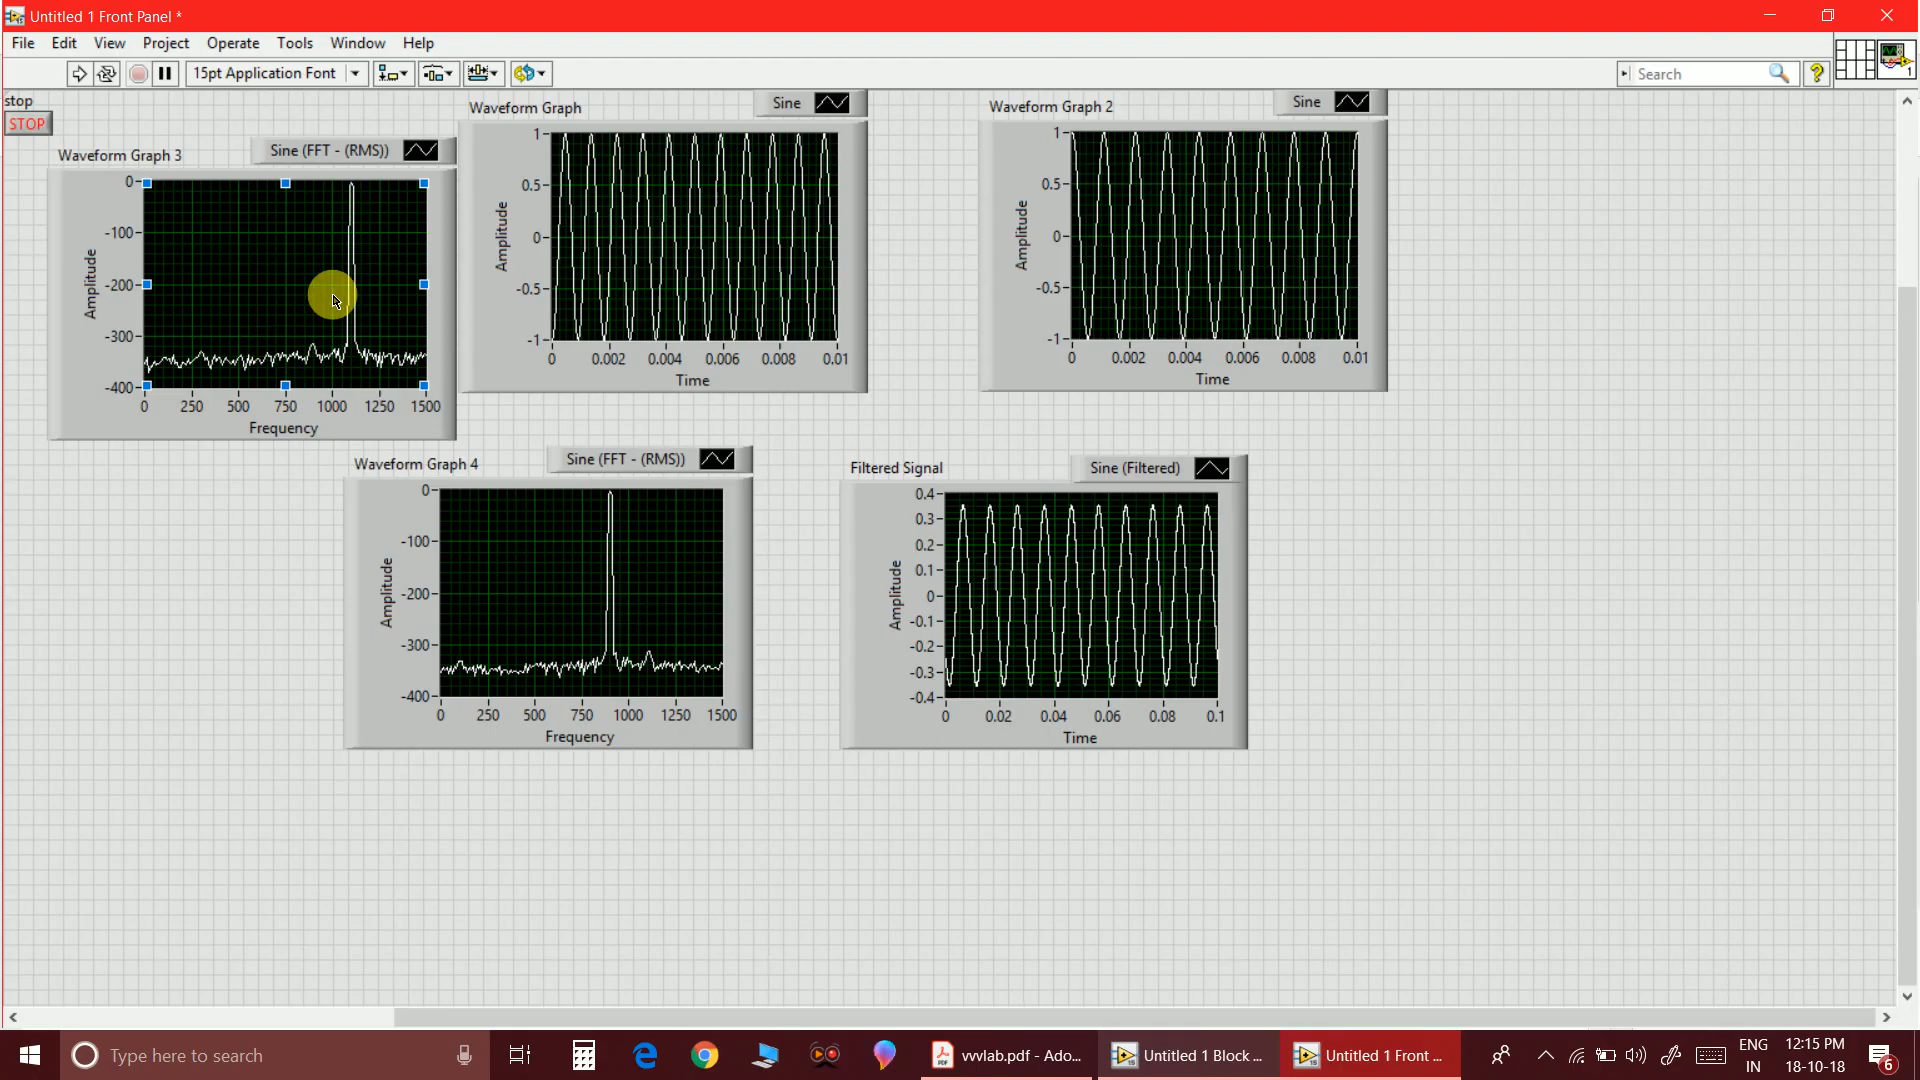 Untitled 1 Front Panel *
File Edit View Project Operate Tools Window Help
15pt Application Font
Search
?
1
stop
STOP
Waveform Graph 3
Sine (FFT - (RMS))
0
-100
-200
-300
-400
Amplitude
0 250 500 750 1000 1250 1500
Frequency
Waveform Graph
Sine
1
0.5
0
-0.5
-1
Amplitude
0 0.002 0.004 0.006 0.008 0.01
Time
Waveform Graph 2
Sine
1
0.5
0
-0.5
-1
Amplitude
0 0.002 0.004 0.006 0.008 0.01
Time
Waveform Graph 4
Sine (FFT - (RMS))
0
-100
-200
-300
-400
Amplitude
0 250 500 750 1000 1250 1500
Frequency
Filtered Signal
Sine (Filtered)
0.4
0.3
0.2
0.1
0
-0.1
-0.2
-0.3
-0.4
Amplitude
0 0.02 0.04 0.06 0.08 0.1
Time
Type here to search
vvvlab.pdf - Ado...
Untitled 1 Block ...
Untitled 1 Front ...
ENG
IN
12:15 PM
18-10-18
6